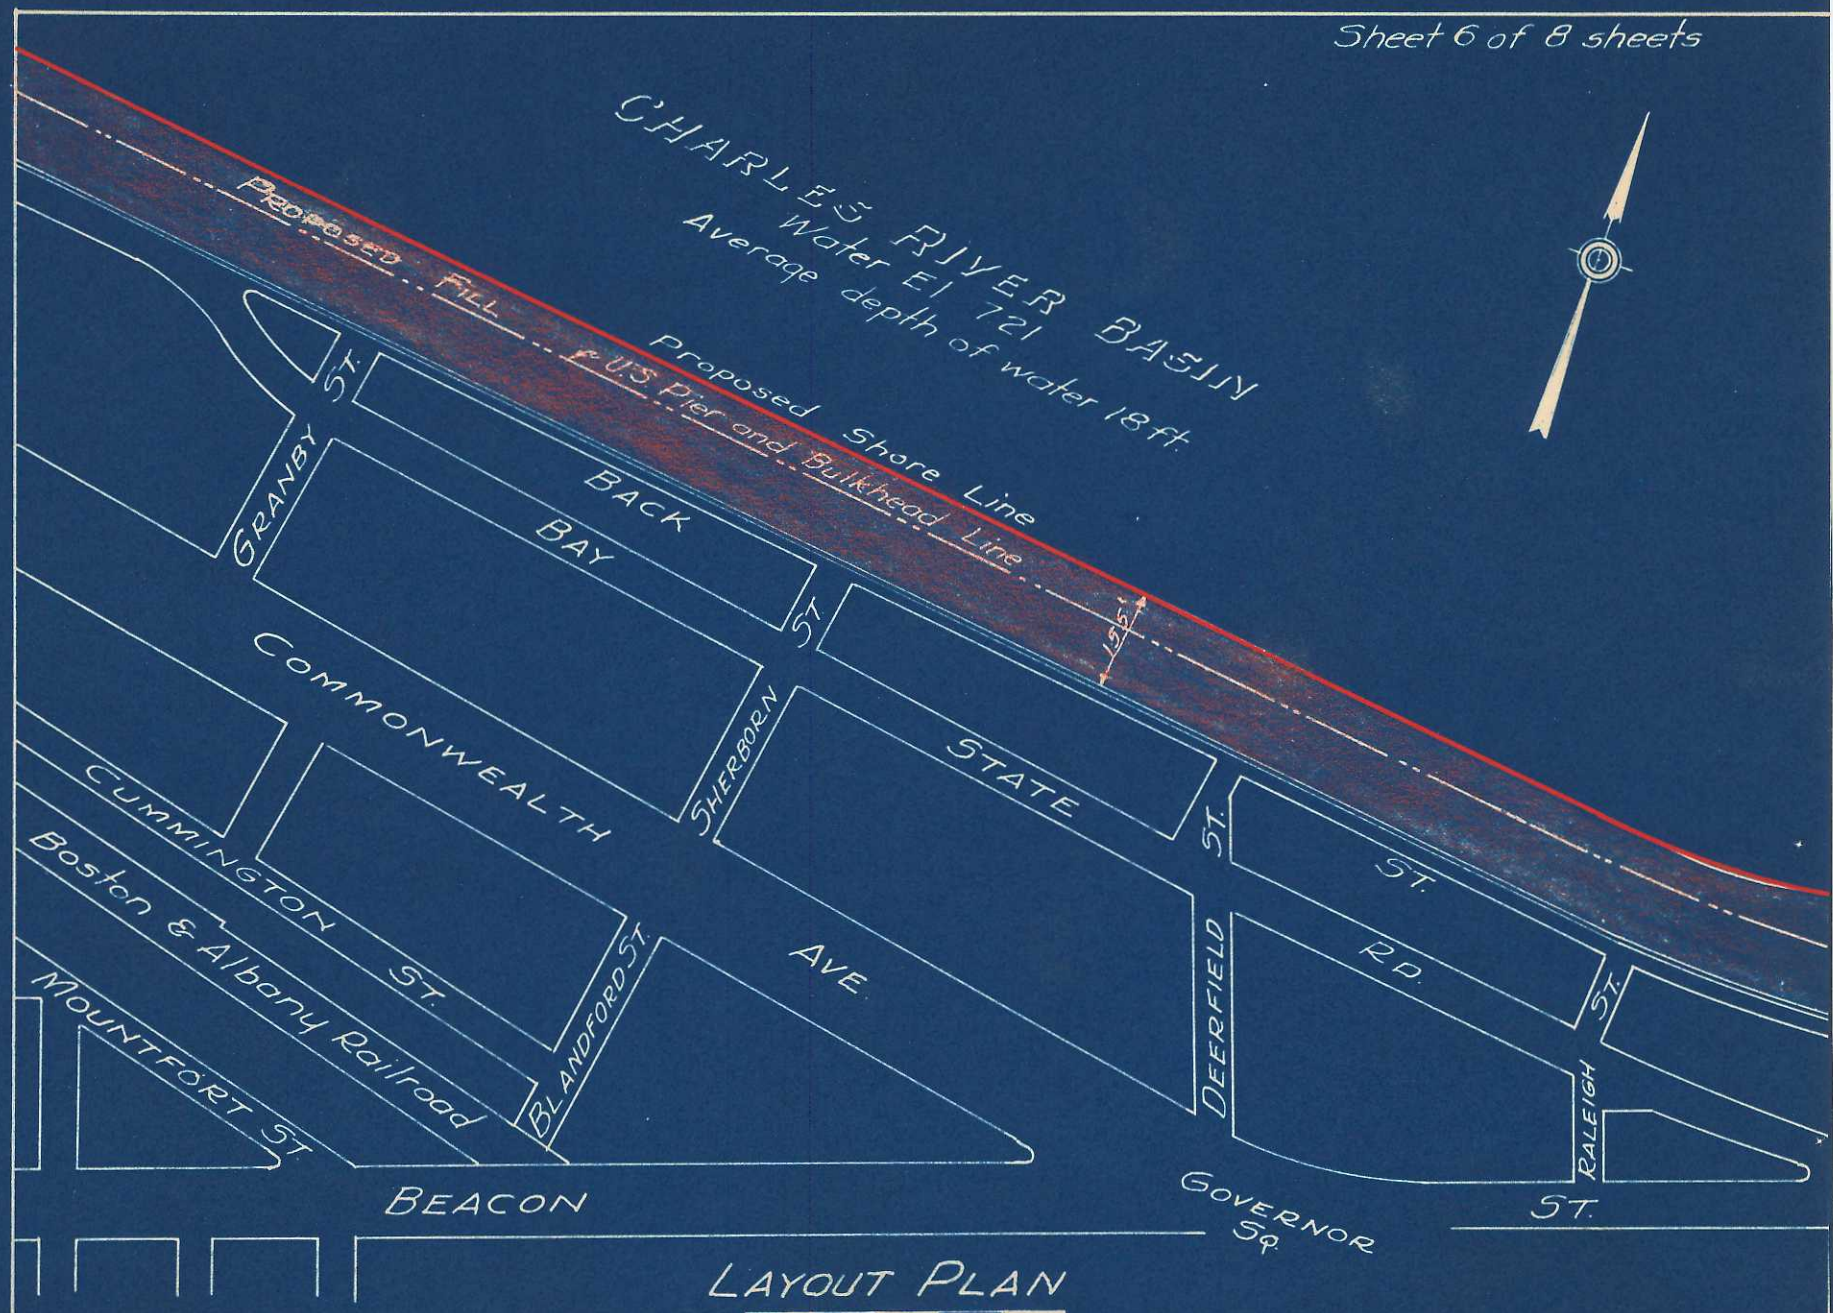 Sheet 6 of 8 sheets
CHARLES RIVER BASIN
Water El 721
Average depth of water 18 ft.
PROPOSED FILL
U.S Pier and Bulkhead Line
Proposed Shore Line
155'
GRANBY ST.
BACK ST.
BAY STATE RD.
SHERBORN ST
COMMONWEALTH AVE.
DEERFIELD ST.
RALEIGH ST.
CUMMINGTON ST.
Boston & Albany Railroad
BLANDFORD ST.
MOUNTFORT ST.
BEACON ST.
GOVERNOR
SQ.
LAYOUT PLAN